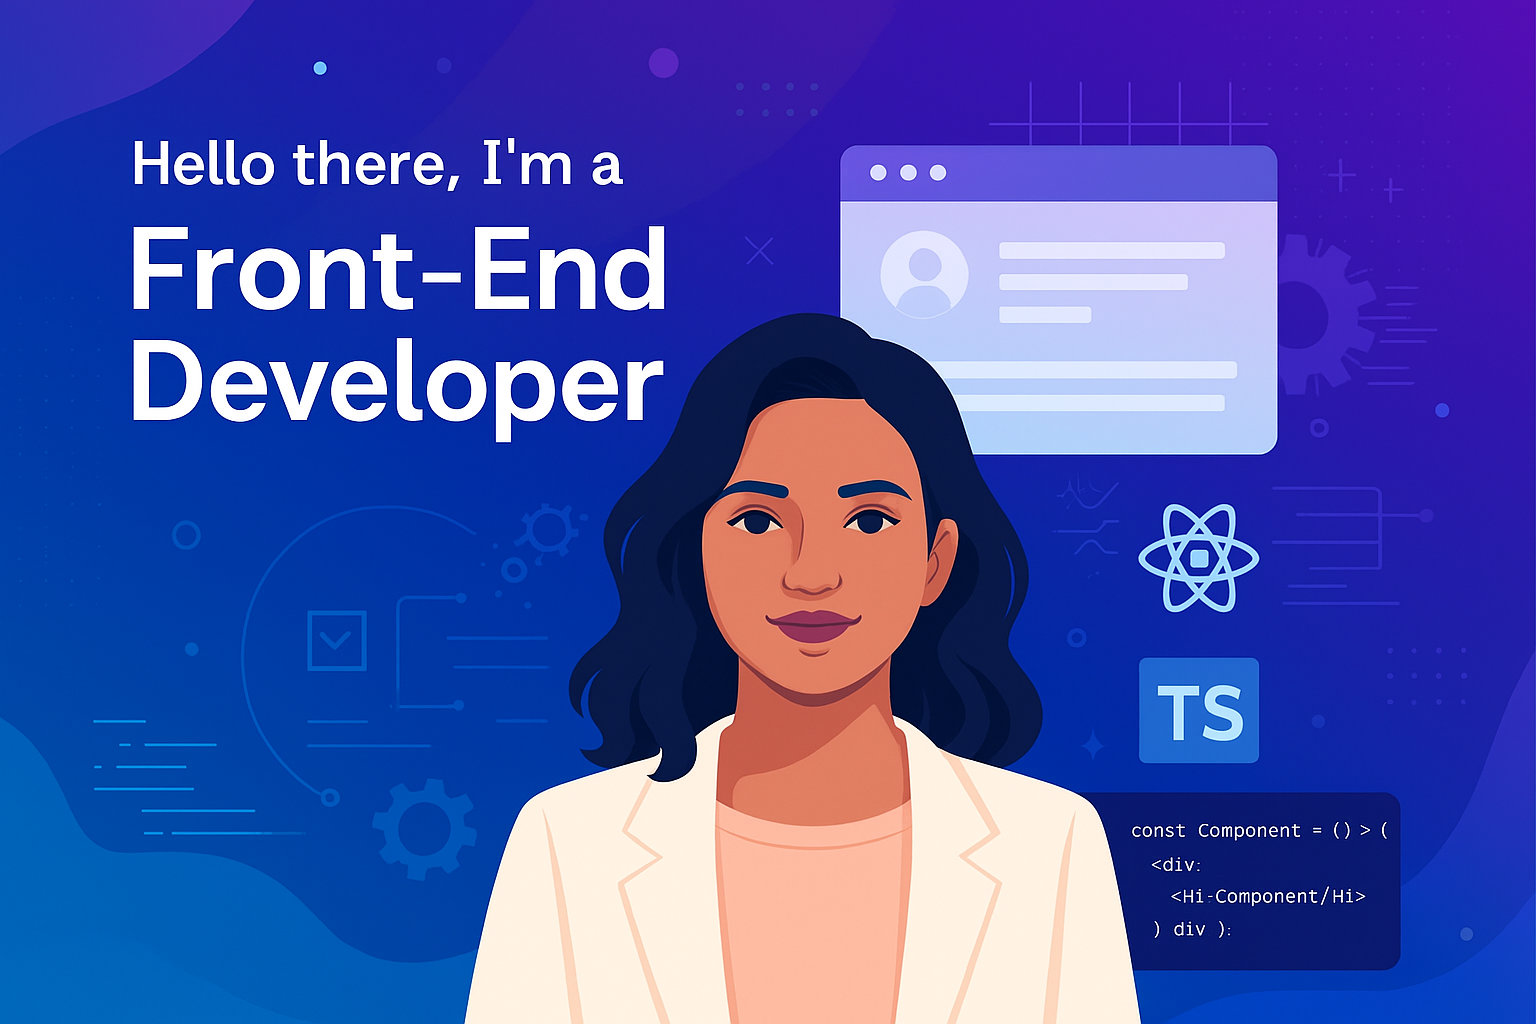 Hello there, I'm a
Front-End
Developer
TS
const Component = () > (
<div:
<Hi-Component/Hi>
) div ):